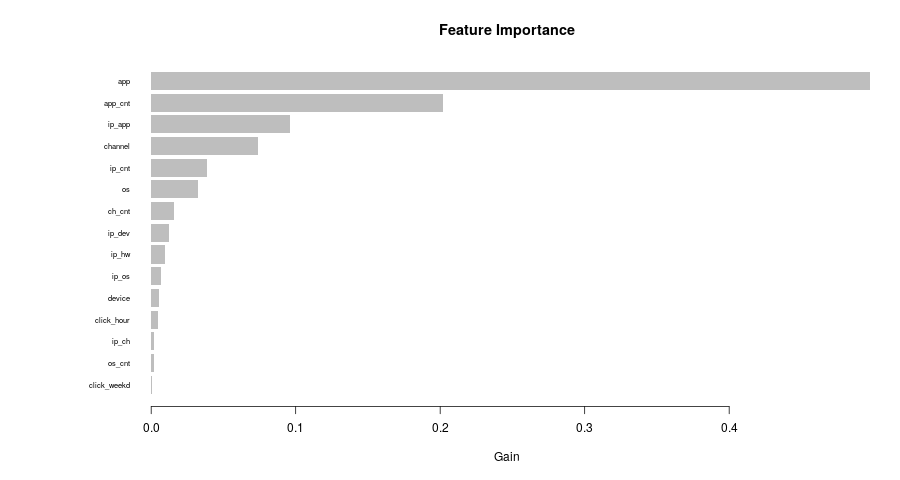 Feature Importance
app
app_cnt
ip_app
channel
ip_cnt
os
ch_cnt
ip_dev
ip_hw
ip_os
device
click_hour
ip_ch
os_cnt
click_weekd
0.0 0.1 0.2 0.3 0.4
Gain